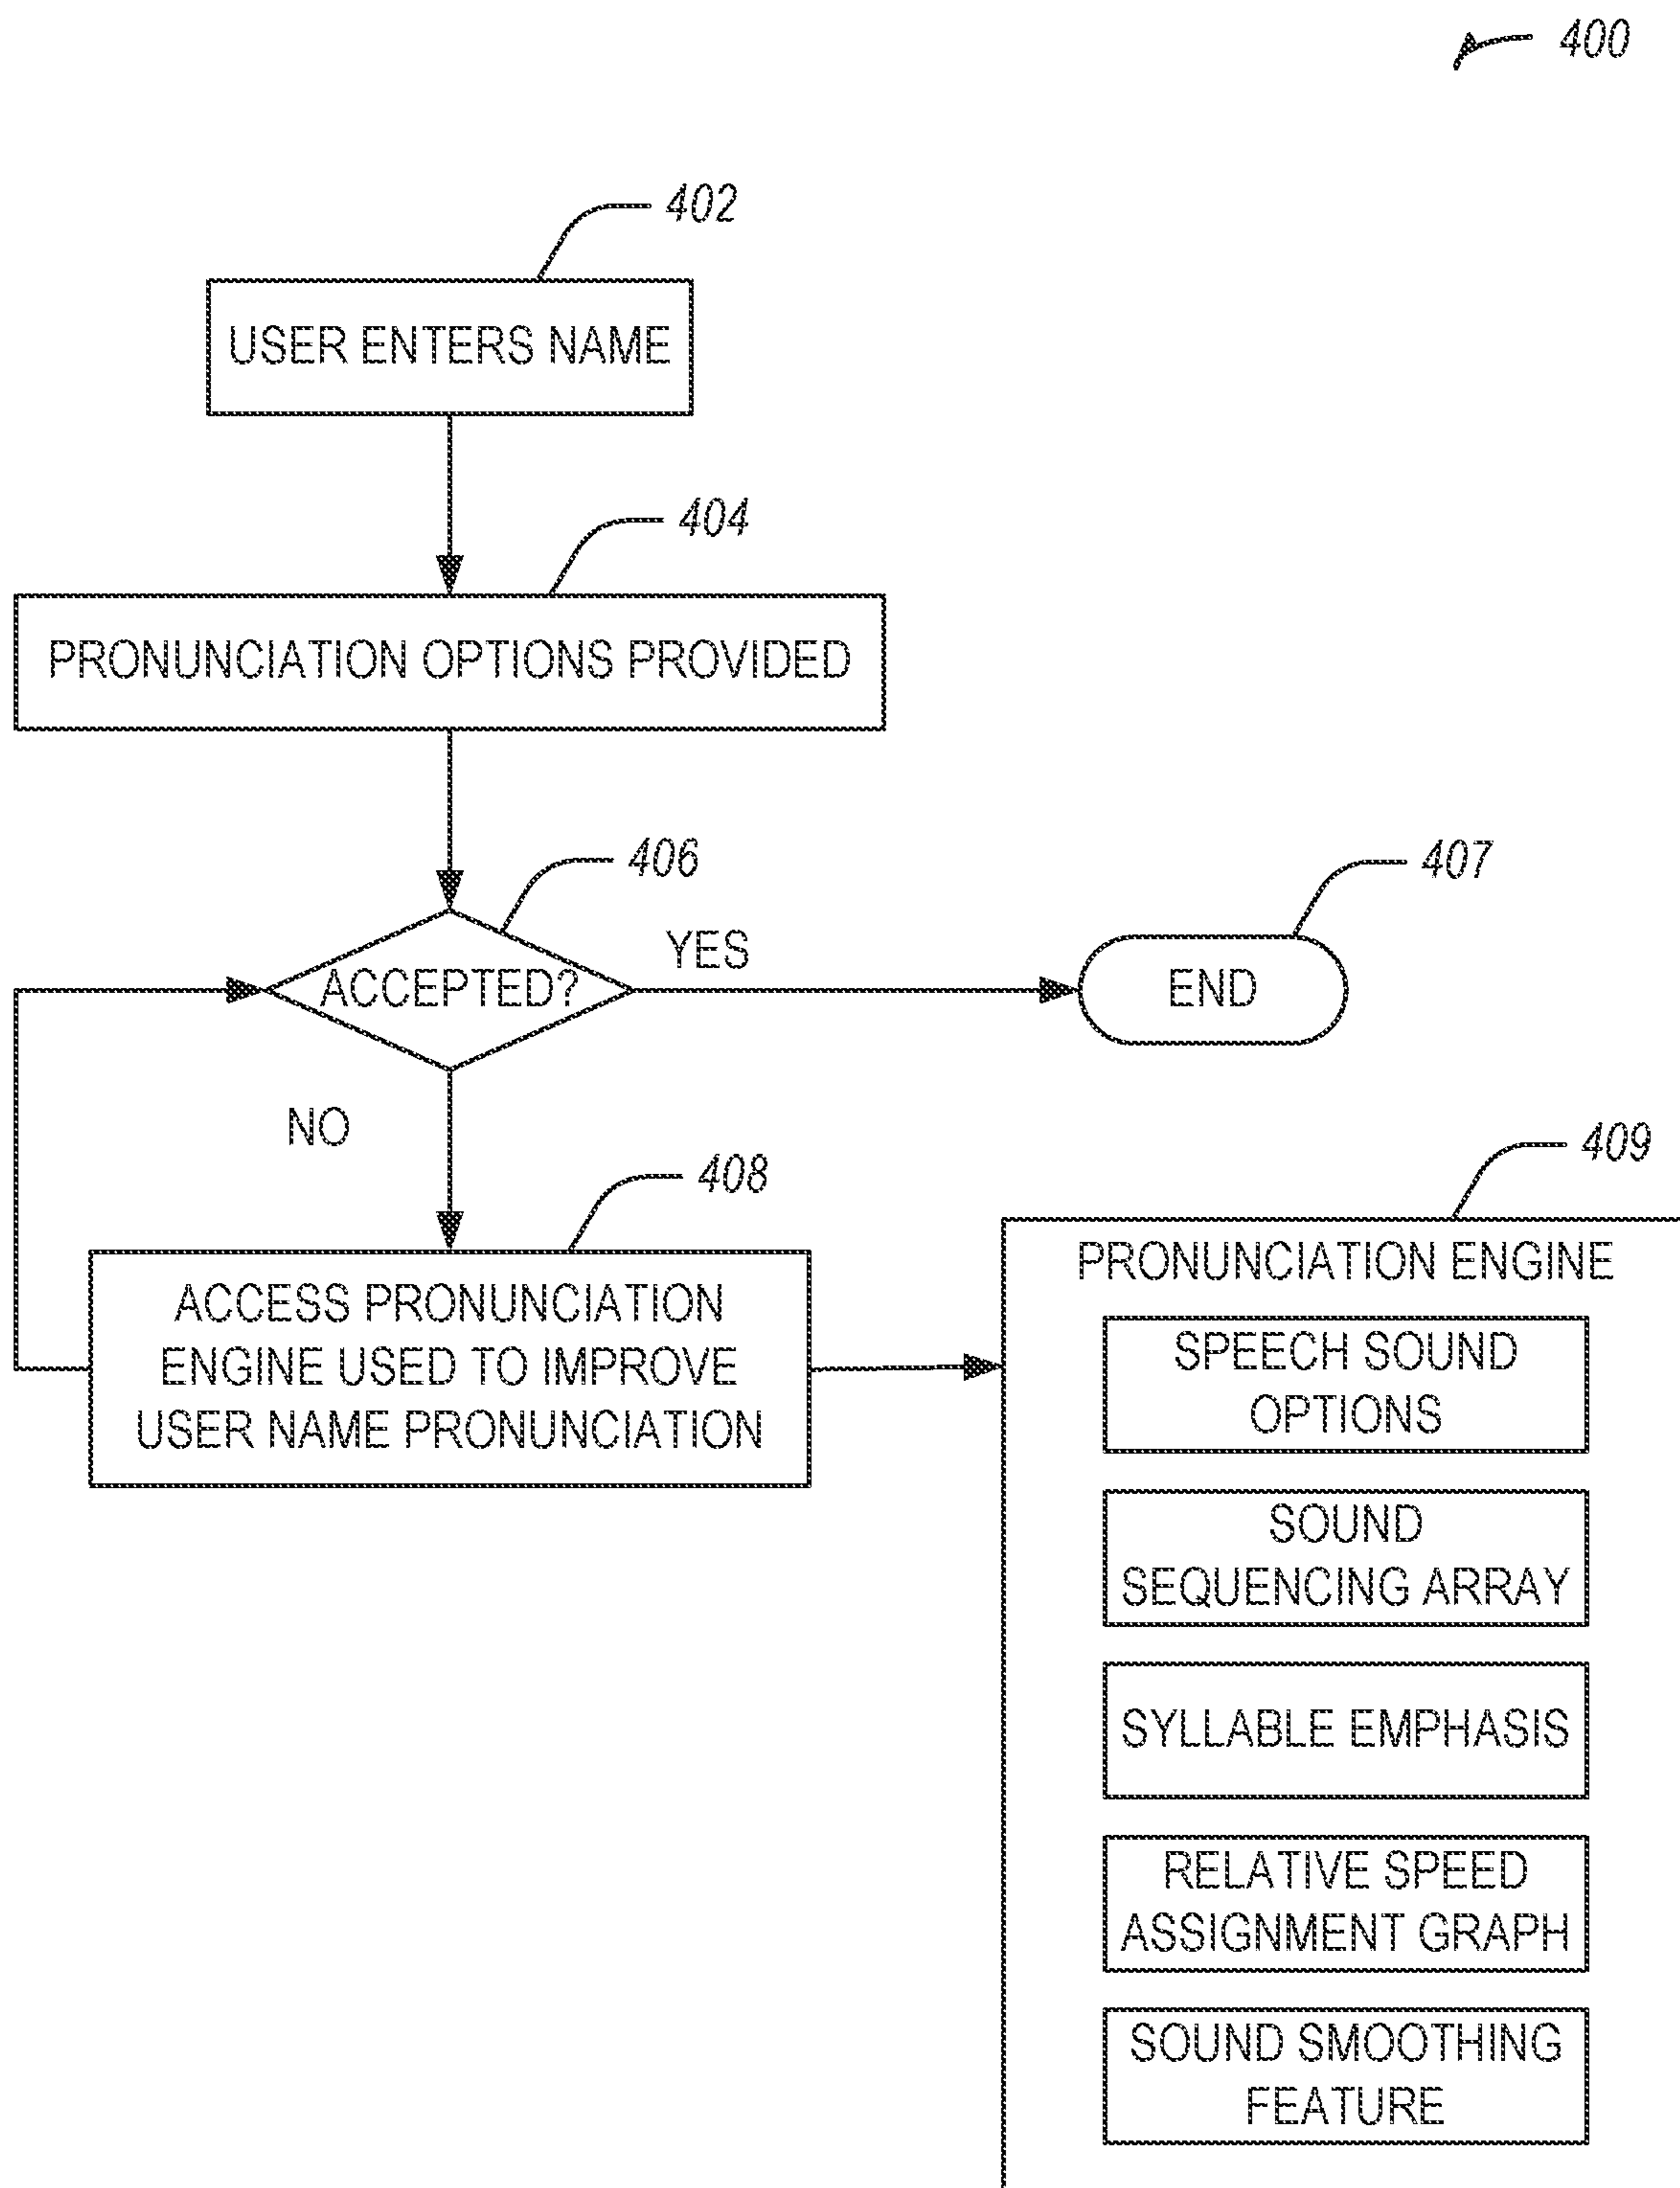 400
402
USER ENTERS NAME
404
PRONUNCIATION OPTIONS PROVIDED
406
407
YES
ACCEPTED?
END
NO
408
409
ACCESS PRONUNCIATION
ENGINE USED TO IMPROVE
USER NAME PRONUNCIATION
PRONUNCIATION ENGINE
SPEECH SOUND
OPTIONS
SOUND
SEQUENCING ARRAY
SYLLABLE EMPHASIS
RELATIVE SPEED
ASSIGNMENT GRAPH
SOUND SMOOTHING
FEATURE